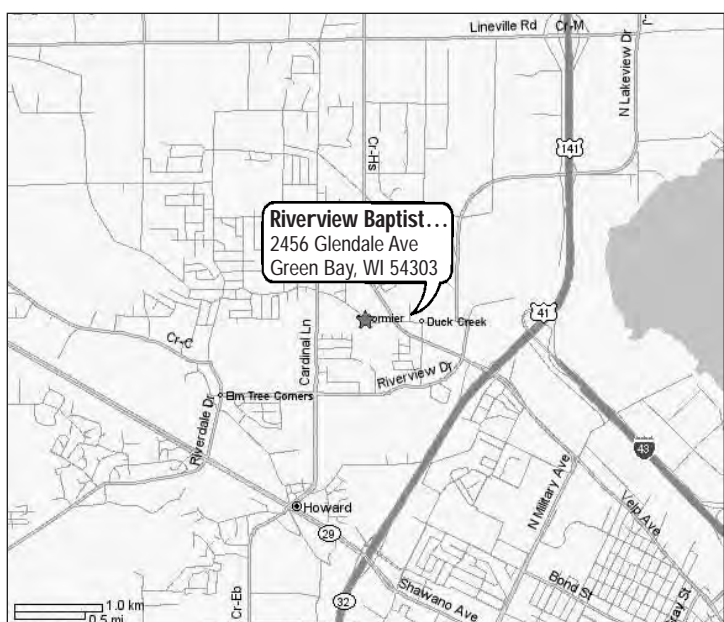 Lineville Rd
Cr-M
Cr-J
N Lakeview Dr
Cr-Hs
141
Riverview Baptist...
2456 Glendale Ave
Green Bay, WI 54303
41
Duck Creek
Cr-C
Cardinal Ln
Riverview Dr
Elm Tree Corners
Riverdale Dr
43
N Military Ave
Velp Ave
Howard
29
Bond St
Shawano Ave
32
Cr-Eb
1.0 km
0.5 mi